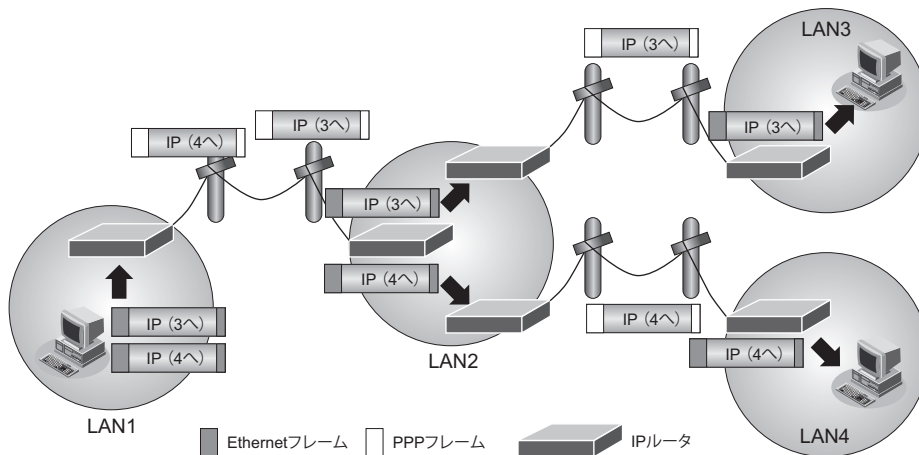 LAN3
IP（3へ）
IP（3へ）
IP（4へ）
IP（3へ）
IP（3へ）
IP（4へ）
IP（3へ）
IP（4へ）
IP（4へ）
IP（4へ）
LAN2
LAN1
LAN4
Ethernetフレーム
PPPフレーム
IPルータ